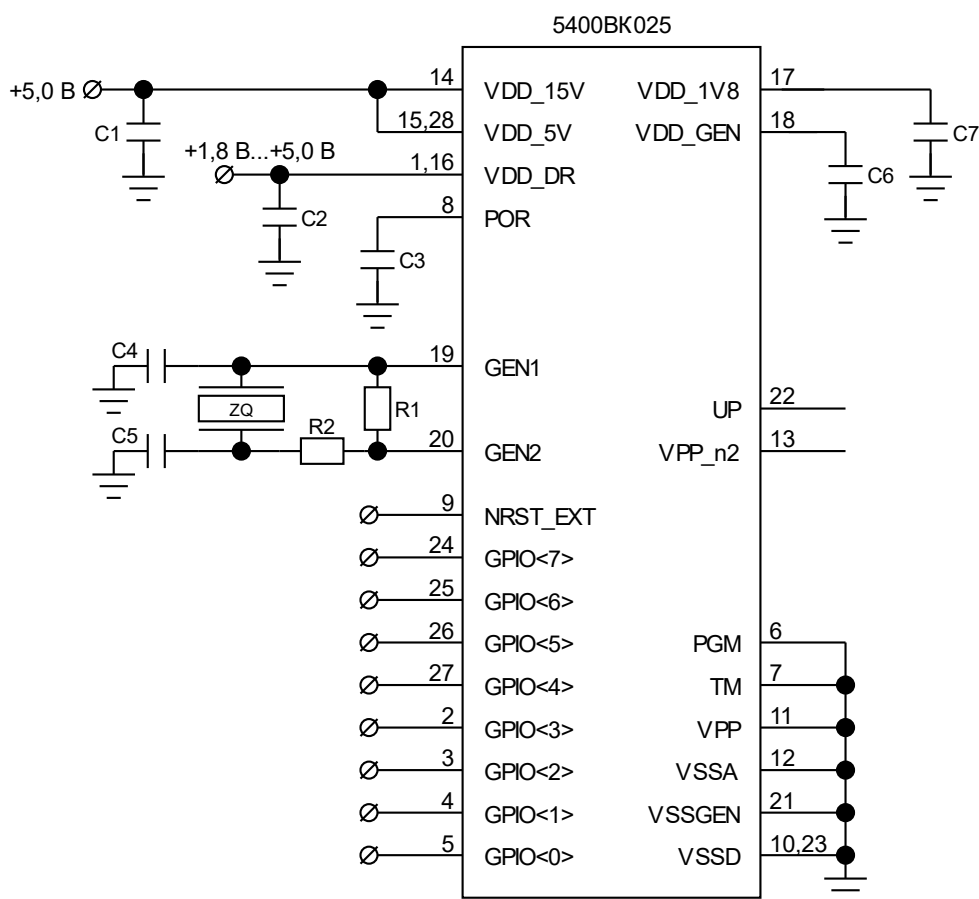 5400ВК025
+5,0 В
14
VDD_15V
VDD_1V8
17
C1
15,28
VDD_5V
VDD_GEN
18
C7
+1,8 В...+5,0 В
1,16
VDD_DR
C6
C2
8
POR
C3
C4
19
GEN1
ZQ
R1
UP
22
C5
R2
20
GEN2
VPP_n2
13
9
NRST_EXT
24
GPIO<7>
25
GPIO<6>
26
GPIO<5>
PGM
6
27
GPIO<4>
TM
7
2
GPIO<3>
VPP
11
3
GPIO<2>
VSSA
12
4
GPIO<1>
VSSGEN
21
5
GPIO<0>
VSSD
10,23